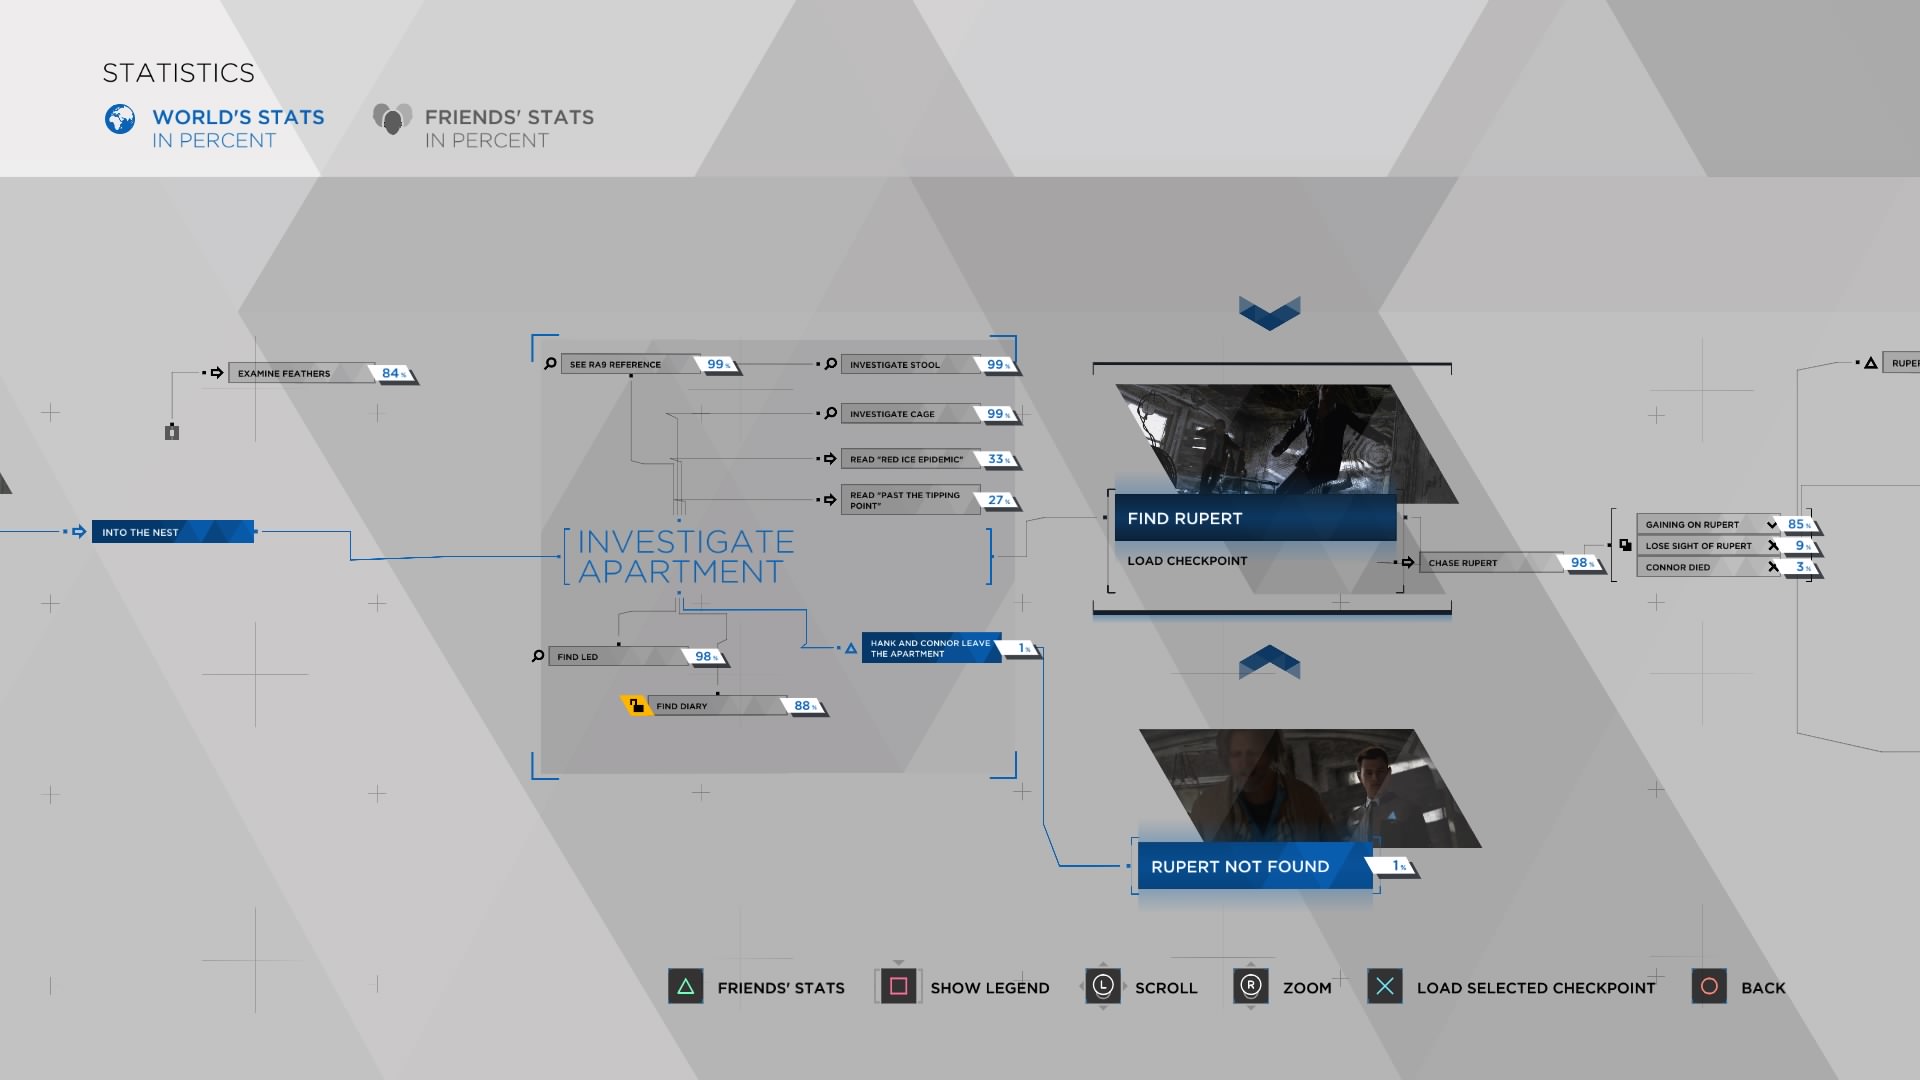 STATISTICS
WORLD'S STATS
IN PERCENT
FRIENDS' STATS
IN PERCENT
EXAMINE FEATHERS 84%
INTO THE NEST
SEE RA9 REFERENCE 99%
INVESTIGATE STOOL 99%
INVESTIGATE CAGE 99%
READ "RED ICE EPIDEMIC" 33%
READ "PAST THE TIPPING
POINT" 27%
INVESTIGATE
APARTMENT
FIND LED 98%
FIND DIARY 88%
HANK AND CONNOR LEAVE
THE APARTMENT 1%
FIND RUPERT
LOAD CHECKPOINT
CHASE RUPERT 98%
GAINING ON RUPERT 85%
LOSE SIGHT OF RUPERT 9%
CONNOR DIED 3%
RUPERT NOT FOUND 1%
FRIENDS' STATS
SHOW LEGEND
L SCROLL
R ZOOM
LOAD SELECTED CHECKPOINT
BACK